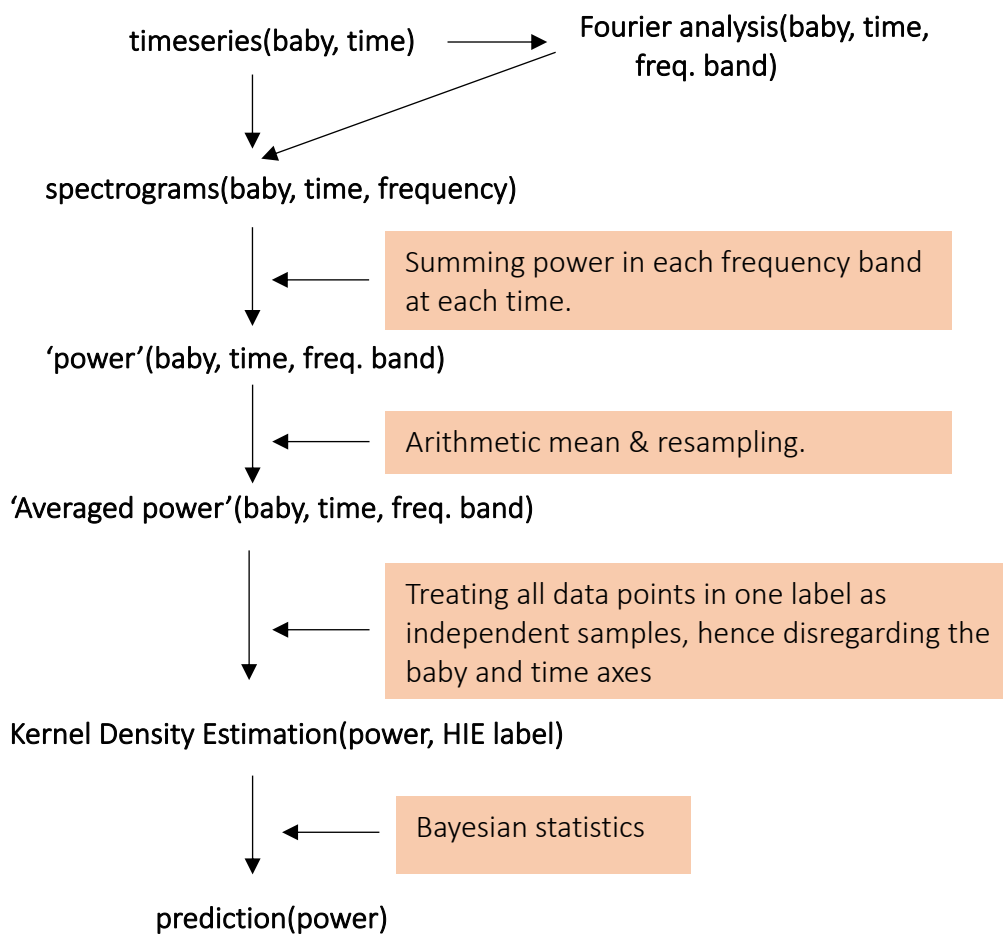 timeseries(baby, time)
Fourier analysis(baby, time,
freq. band)
spectrograms(baby, time, frequency)
Summing power in each frequency band
at each time.
‘power’(baby, time, freq. band)
Arithmetic mean & resampling.
‘Averaged power’(baby, time, freq. band)
Treating all data points in one label as
independent samples, hence disregarding the
baby and time axes
Kernel Density Estimation(power, HIE label)
Bayesian statistics
prediction(power)